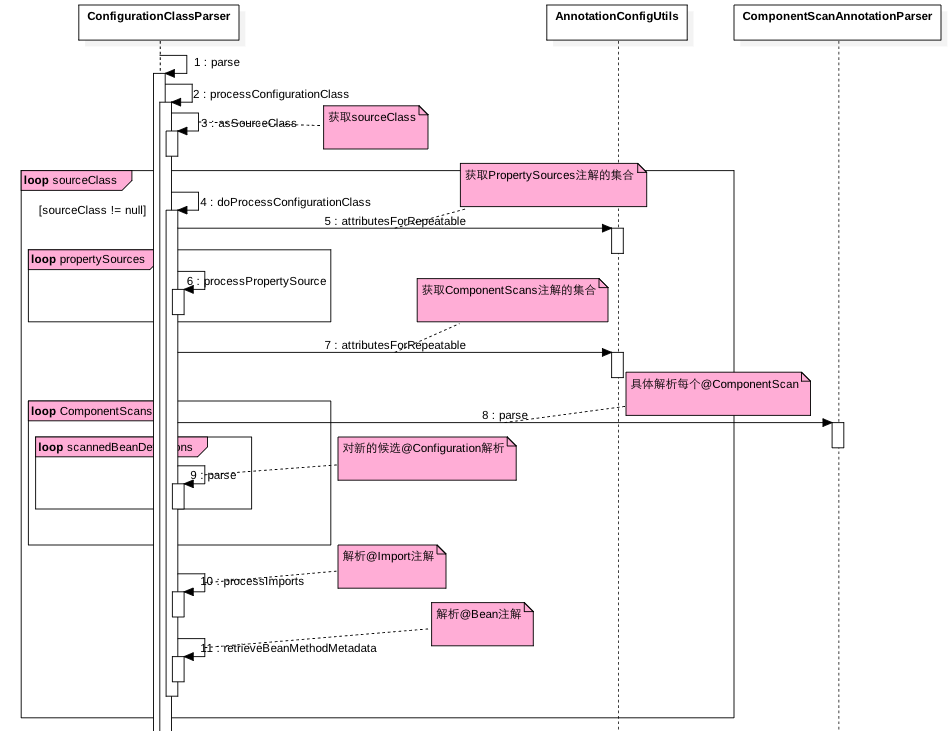 ConfigurationClassParser
AnnotationConfigUtils
ComponentScanAnnotationParser
1 : parse
2 : processConfigurationClass
3 : asSourceClass
获取sourceClass
loop sourceClass
获取PropertySources注解的集合
[sourceClass != null]
4 : doProcessConfigurationClass
5 : attributesForRepeatable
loop propertySources
6 : processPropertySource
获取ComponentScans注解的集合
7 : attributesForRepeatable
具体解析每个@ComponentScan
loop ComponentScans
8 : parse
loop scannedBeanDe ons
对新的候选@Configuration解析
9 : parse
解析@Import注解
10 : processImports
解析@Bean注解
11 : retrieveBeanMethodMetadata